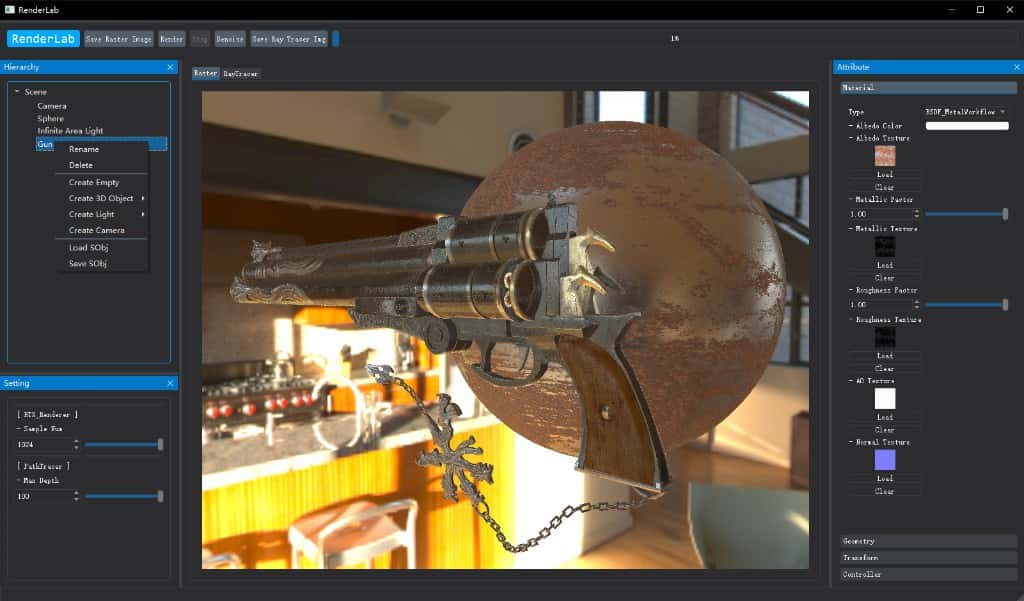 RenderLab
RenderLab
Save Raster Image
Render
Stop
Denoise
Save Ray Tracer Img
1%
Hierarchy
Scene
Camera
Sphere
Infinite Area Light
Gun
Rename
Delete
Create Empty
Create 3D Object
Create Light
Create Camera
Load SObj
Save SObj
Setting
[ RTX_Renderer ]
- Sample Num
1024
[ PathTracer ]
- Max Depth
100
Raster
RayTracer
Attribute
Material
Type
BSDF_MetalWorkflow
- Albedo Color
- Albedo Texture
Load
Clear
- Metallic Factor
1.00
- Metallic Texture
Load
Clear
- Roughness Factor
1.00
- Roughness Texture
Load
Clear
- AO Texture
Load
Clear
- Normal Texture
Load
Clear
Geometry
Transform
Controller